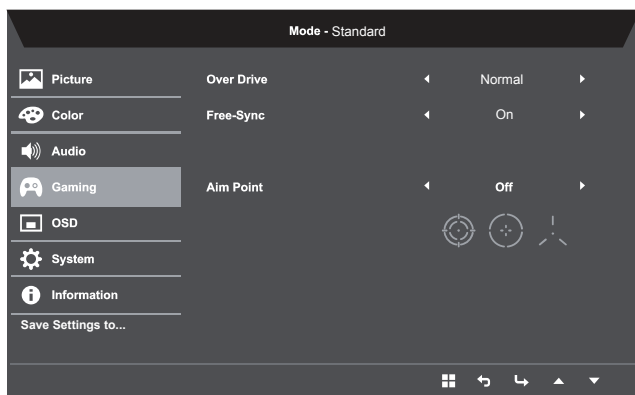 Mode - Standard
Picture
Over Drive Normal
Color
Free-Sync On
Audio
Gaming
Aim Point Off
OSD
System
Information
Save Settings to...